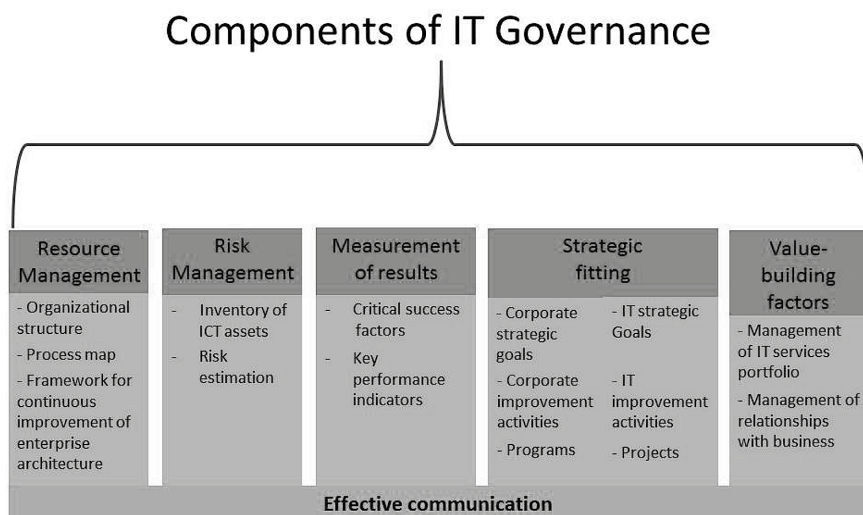 Components of IT Governance
Resource
Management
- Organizational
structure
- Process map
- Framework for
continuous
improvement of
enterprise
architecture
Risk
Management
- Inventory of
ICT assets
- Risk
estimation
Measurement
of results
- Critical success
factors
- Key
performance
indicators
Strategic
fitting
- Corporate
strategic
goals
- Corporate
improvement
activities
- Programs
- IT strategic
Goals
- IT
improvement
activities
- Projects
Value-
building
factors
- Management
of IT services
portfolio
- Management of
relationships
with business
Effective communication